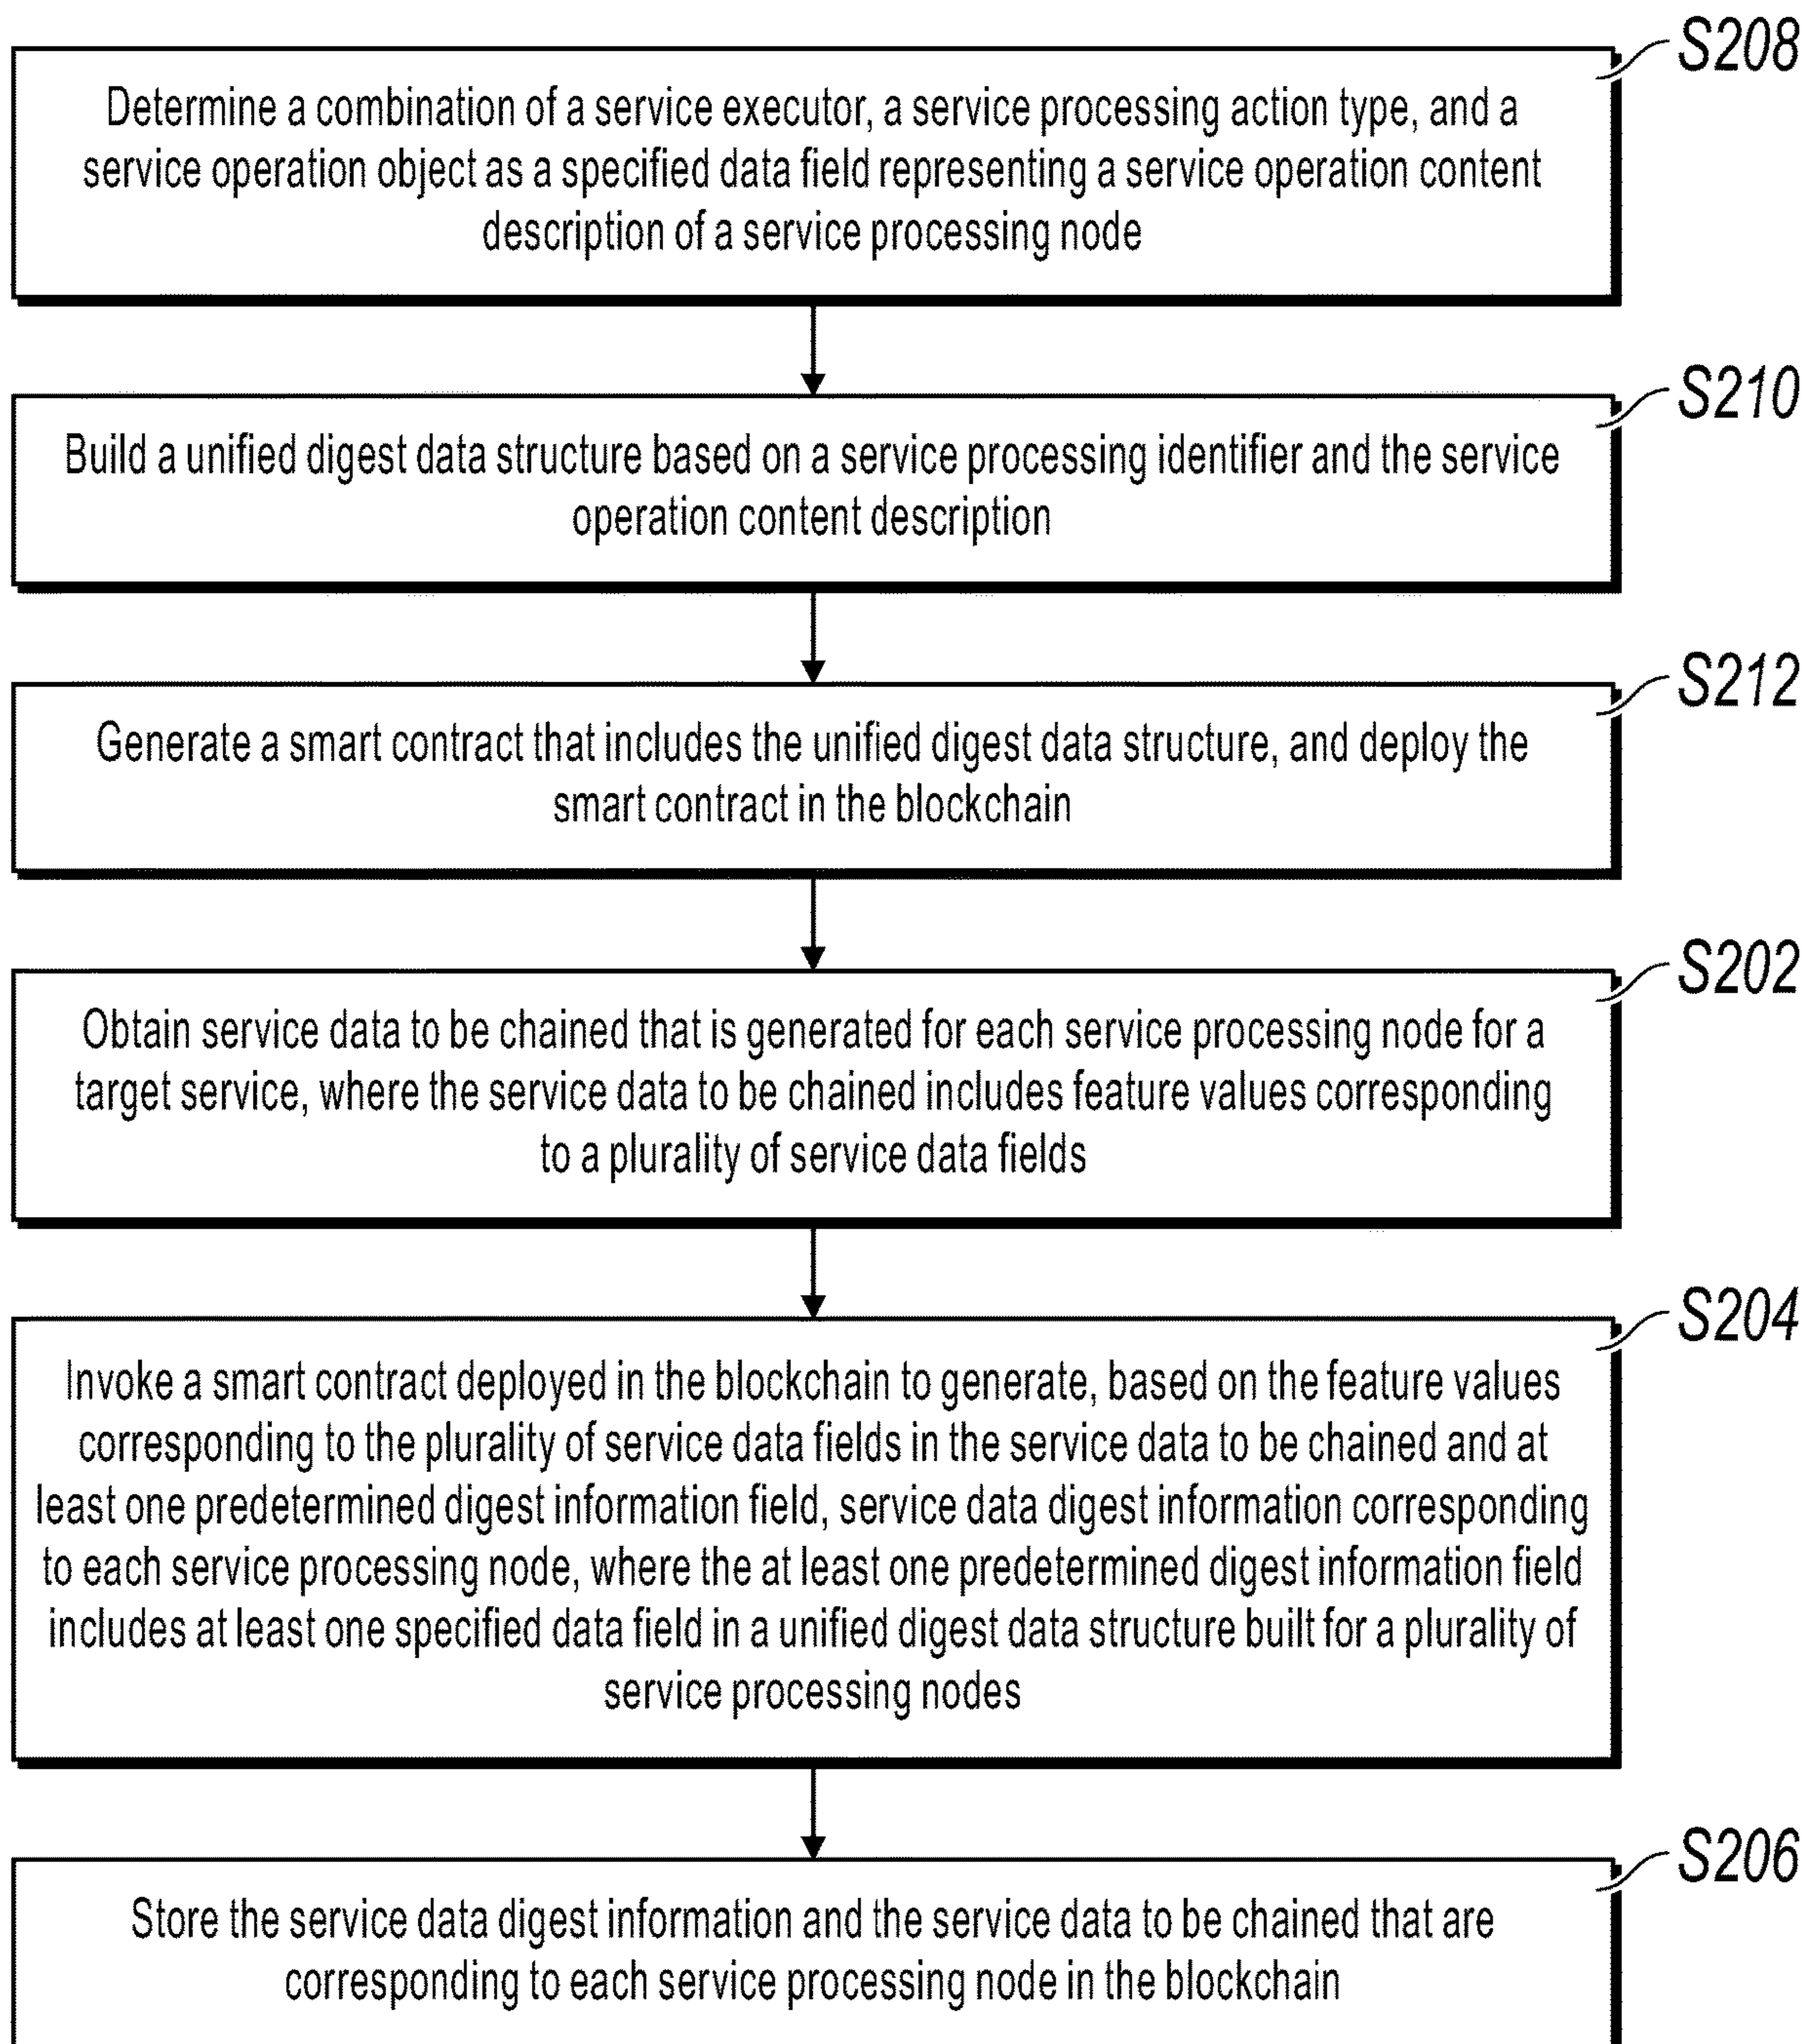 S208
Determine a combination of a service executor, a service processing action type, and a
service operation object as a specified data field representing a service operation content
description of a service processing node
S210
Build a unified digest data structure based on a service processing identifier and the service
operation content description
S212
Generate a smart contract that includes the unified digest data structure, and deploy the
smart contract in the blockchain
S202
Obtain service data to be chained that is generated for each service processing node for a
target service, where the service data to be chained includes feature values corresponding
to a plurality of service data fields
S204
Invoke a smart contract deployed in the blockchain to generate, based on the feature values
corresponding to the plurality of service data fields in the service data to be chained and at
least one predetermined digest information field, service data digest information corresponding
to each service processing node, where the at least one predetermined digest information field
includes at least one specified data field in a unified digest data structure built for a plurality of
service processing nodes
S206
Store the service data digest information and the service data to be chained that are
corresponding to each service processing node in the blockchain